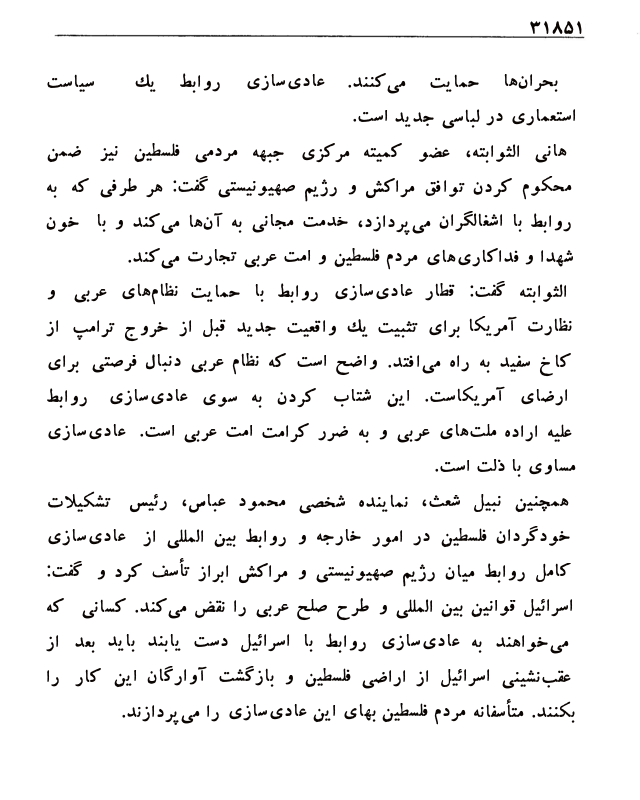 ۳۱۸۵۱
بحران‌ها حمایت می‌کنند. عادی‌سازی روابط یك سیاست
استعماری در لباسی جدید است.
هانی الثوابته، عضو کمیته مرکزی جبهه مردمی فلسطین نیز ضمن
محکوم کردن توافق مراکش و رژیم صهیونیستی گفت: هر طرفی که به
روابط با اشغالگران می‌پردازد، خدمت مجانی به آن‌ها می‌کند و با خون
شهدا و فداکاری‌های مردم فلسطین و امت عربی تجارت می‌کند.
الثوابته گفت: قطار عادی‌سازی روابط با حمایت نظام‌های عربی و
نظارت آمریکا برای تثبیت یك واقعیت جدید قبل از خروج ترامپ از
کاخ سفید به راه می‌افتد. واضح است که نظام عربی دنبال فرصتی برای
ارضای آمریکاست. این شتاب کردن به سوی عادی‌سازی روابط
علیه اراده ملت‌های عربی و به ضرر کرامت امت عربی است. عادی‌سازی
مساوی با ذلت است.
همچنین نبیل شعث، نماینده شخصی محمود عباس، رئیس تشکیلات
خودگردان فلسطین در امور خارجه و روابط بین المللی از عادی‌سازی
کامل روابط میان رژیم صهیونیستی و مراکش ابراز تأسف کرد و گفت:
اسرائیل قوانین بین المللی و طرح صلح عربی را نقض می‌کند. کسانی که
می‌خواهند به عادی‌سازی روابط با اسرائیل دست یابند باید بعد از
عقب‌نشینی اسرائیل از اراضی فلسطین و بازگشت آوارگان این کار را
بکنند. متأسفانه مردم فلسطین بهای این عادی‌سازی را می‌پردازند.